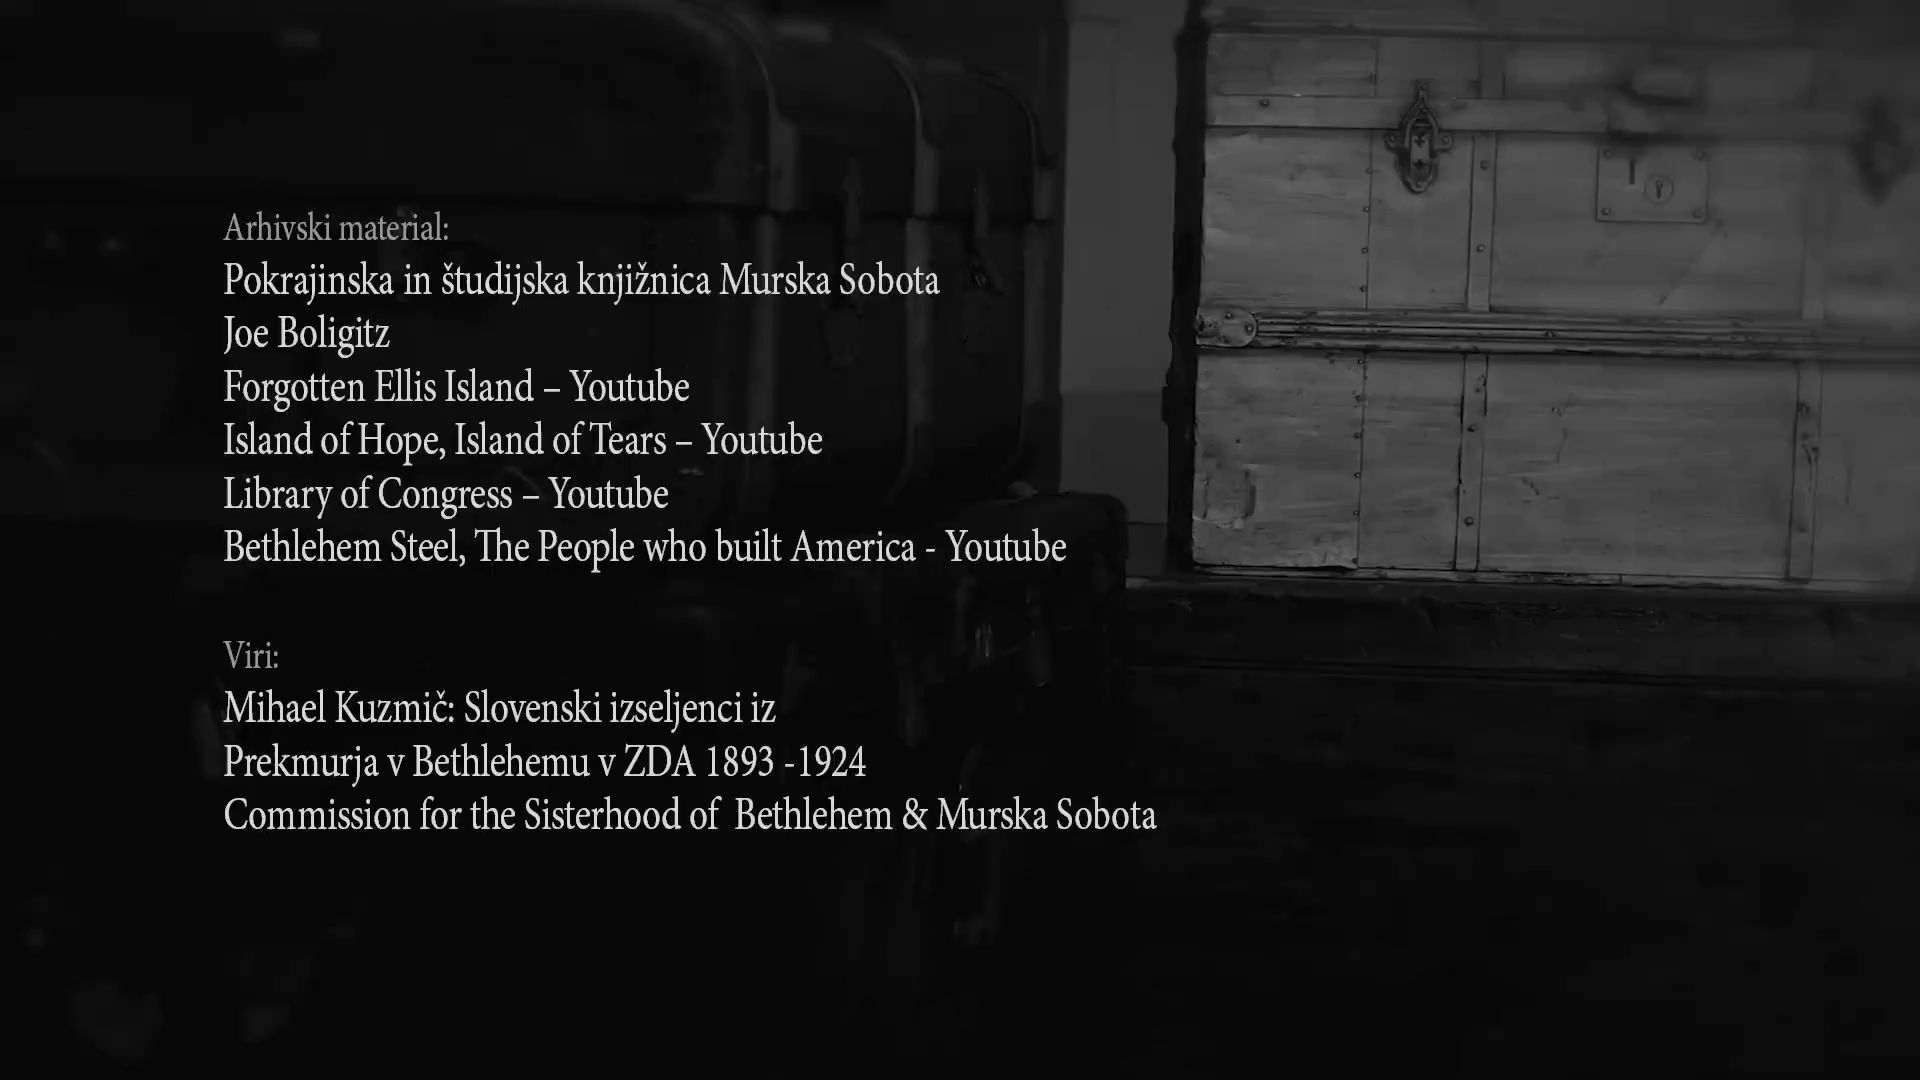 Arhivski material:
Pokrajinska in študijska knjižnica Murska Sobota
Joe Boligitz
Forgotten Ellis Island – Youtube
Island of Hope, Island of Tears – Youtube
Library of Congress – Youtube
Bethlehem Steel, The People who built America - Youtube
Viri:
Mihael Kuzmič: Slovenski izseljenci iz
Prekmurja v Bethlehemu v ZDA 1893 -1924
Commission for the Sisterhood of Bethlehem & Murska Sobota